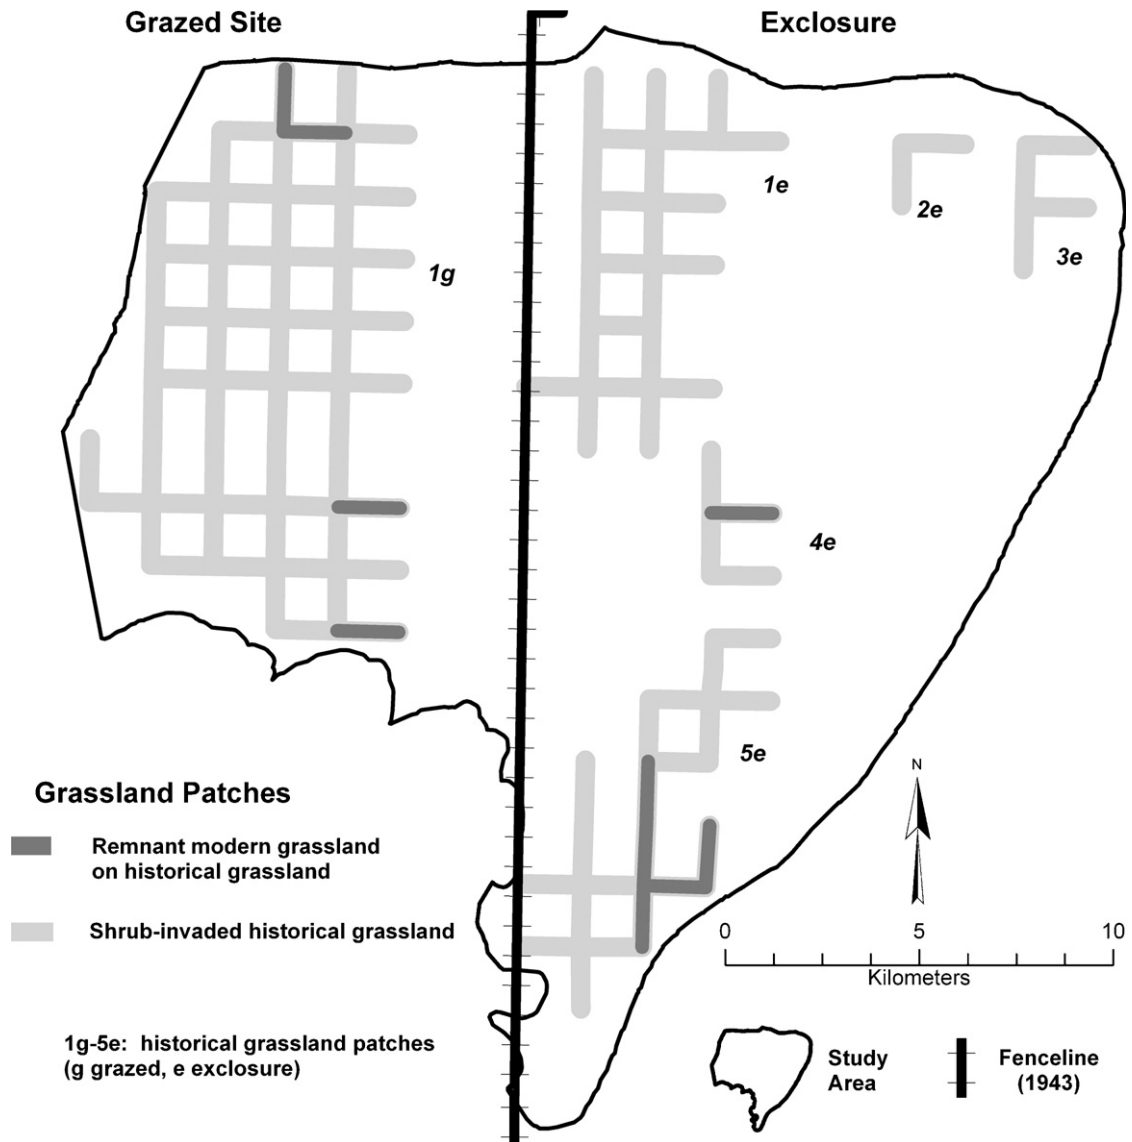 Grazed Site
Exclosure
1e
2e
3e
1g
4e
5e
Grassland Patches
Remnant modern grassland
on historical grassland
Shrub-invaded historical grassland
1g-5e: historical grassland patches
(g grazed, e exclosure)
N
0 5 10
Kilometers
Study
Area
Fenceline
(1943)